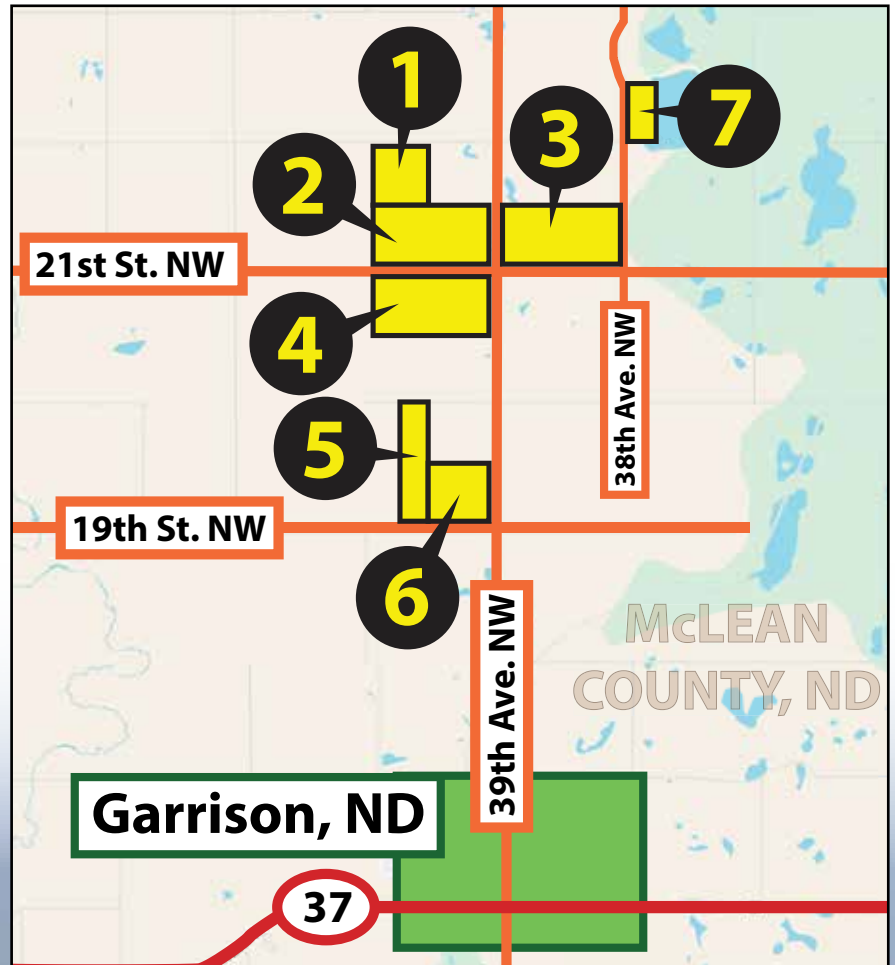 1
7
3
2
21st St. NW
4
38th Ave. NW
5
19th St. NW
6
McLEAN
COUNTY, ND
39th Ave. NW
Garrison, ND
37